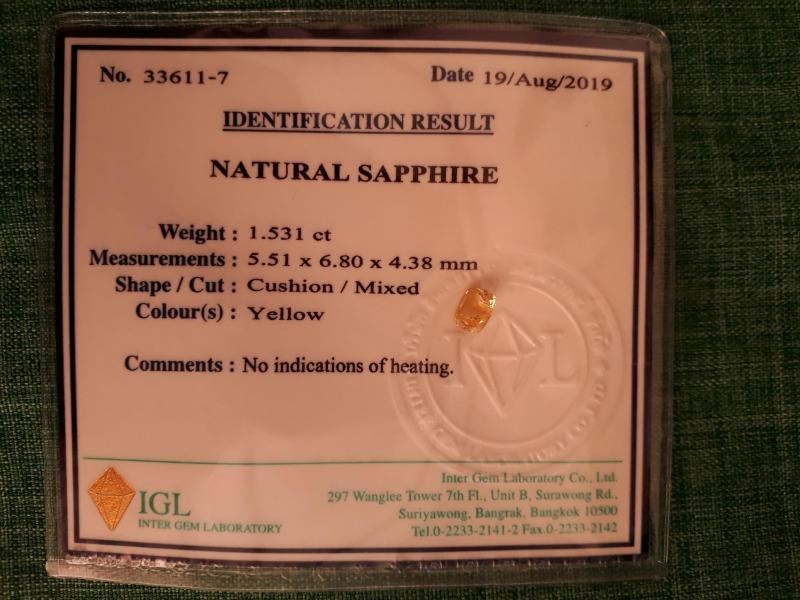 No. 33611-7 Date 19/Aug/2019
IDENTIFICATION RESULT
NATURAL SAPPHIRE
Weight : 1.531 ct
Measurements : 5.51 x 6.80 x 4.38 mm
Shape / Cut : Cushion / Mixed
Colour(s) : Yellow
Comments : No indications of heating.
I L
IGL
INTER GEM LABORATORY
Inter Gem Laboratory Co., Ltd.
297 Wanglee Tower 7th Fl., Unit B, Surawong Rd.,
Suriyawong, Bangrak, Bangkok 10500
Tel.0-2233-2141-2 Fax.0-2233-2142